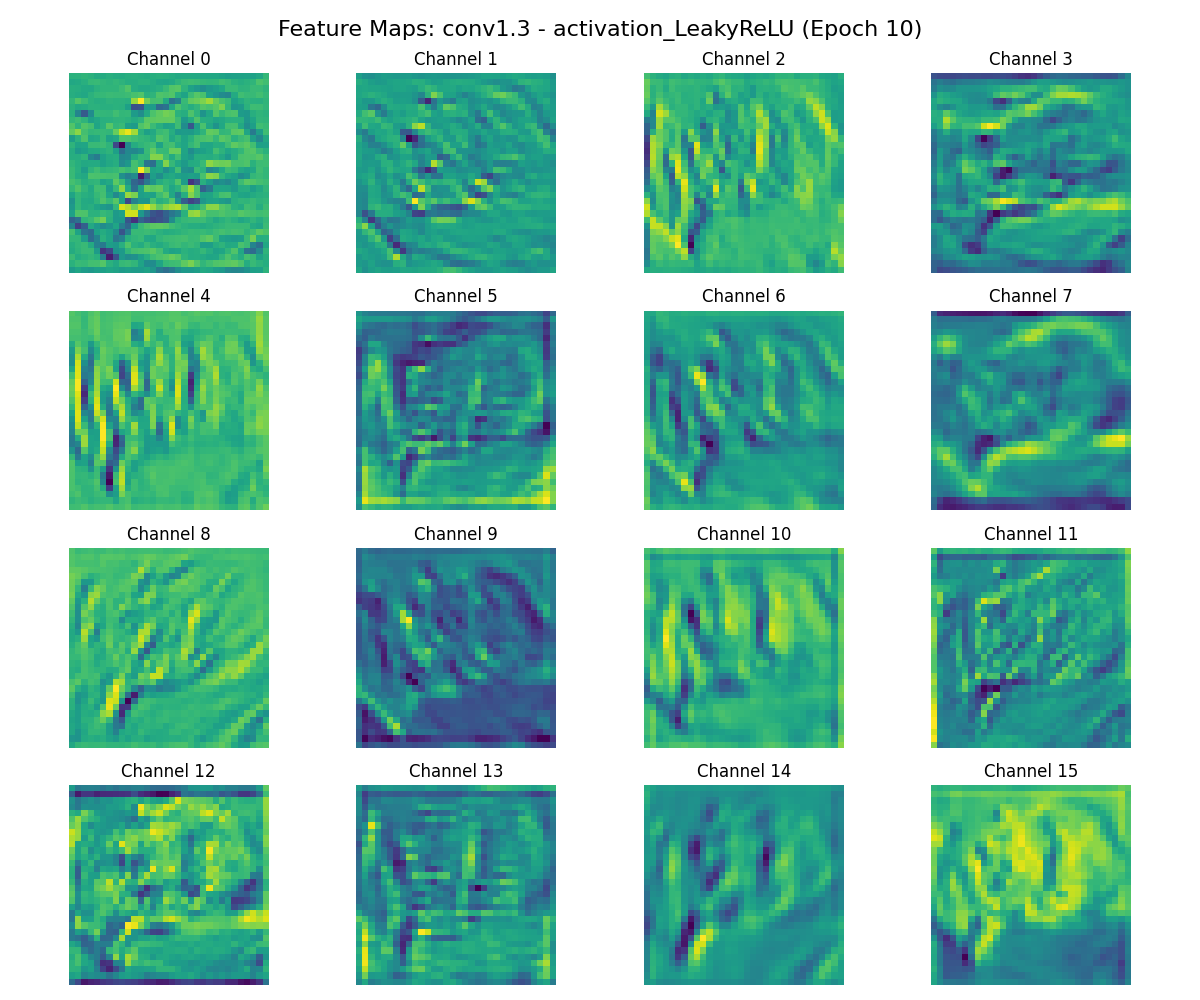 Feature Maps: conv1.3 - activation_LeakyReLU (Epoch 10)
Channel 0 Channel 1 Channel 2 Channel 3
Channel 4 Channel 5 Channel 6 Channel 7
Channel 8 Channel 9 Channel 10 Channel 11
Channel 12 Channel 13 Channel 14 Channel 15